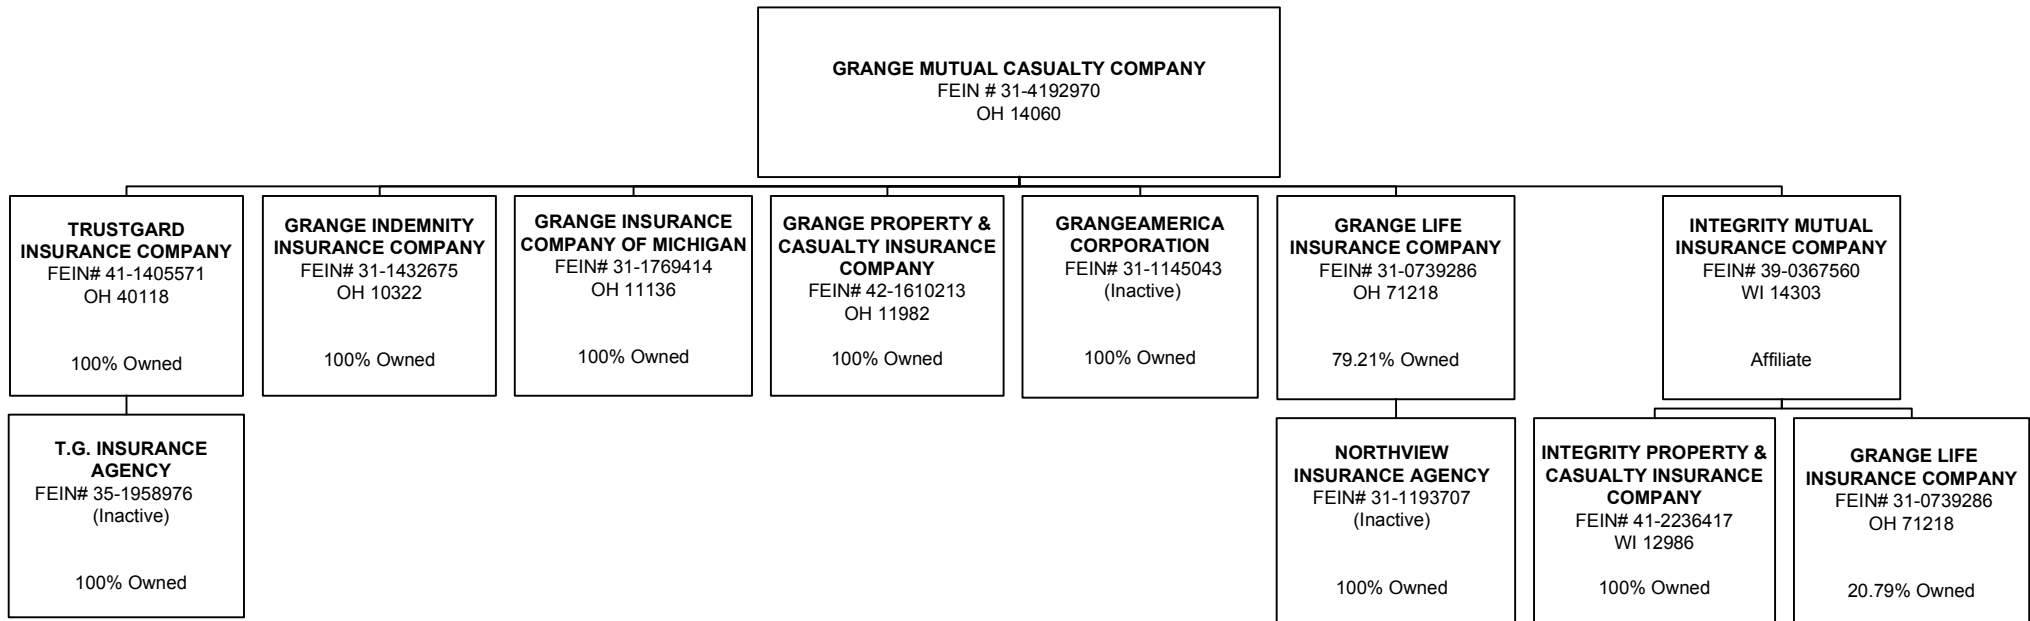 GRANGE MUTUAL CASUALTY COMPANY
FEIN # 31-4192970
OH 14060
TRUSTGARD
INSURANCE COMPANY
FEIN# 41-1405571
OH 40118
100% Owned
GRANGE INDEMNITY
INSURANCE COMPANY
FEIN# 31-1432675
OH 10322
100% Owned
GRANGE INSURANCE
COMPANY OF MICHIGAN
FEIN# 31-1769414
OH 11136
100% Owned
GRANGE PROPERTY &
CASUALTY INSURANCE
COMPANY
FEIN# 42-1610213
OH 11982
100% Owned
GRANGEAMERICA
CORPORATION
FEIN# 31-1145043
(Inactive)
100% Owned
GRANGE LIFE
INSURANCE COMPANY
FEIN# 31-0739286
OH 71218
79.21% Owned
INTEGRITY MUTUAL
INSURANCE COMPANY
FEIN# 39-0367560
WI 14303
Affiliate
T.G. INSURANCE
AGENCY
FEIN# 35-1958976
(Inactive)
100% Owned
NORTHVIEW
INSURANCE AGENCY
FEIN# 31-1193707
(Inactive)
100% Owned
INTEGRITY PROPERTY &
CASUALTY INSURANCE
COMPANY
FEIN# 41-2236417
WI 12986
100% Owned
GRANGE LIFE
INSURANCE COMPANY
FEIN# 31-0739286
OH 71218
20.79% Owned